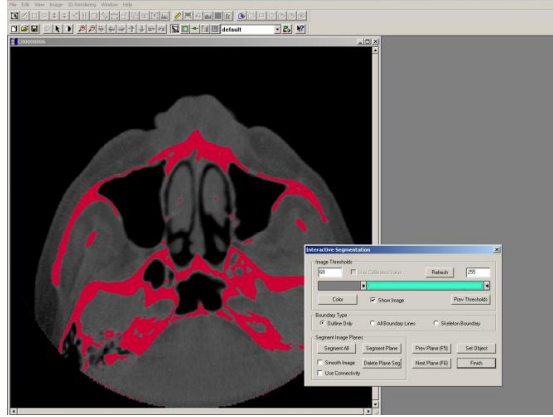 File Edit View Image 3D Rendering Window Help
default
Interactive Segmentation
Image Thresholds
68
Refresh
255
Color
Show Image
Prev Thresholds
Boundary Type
Outline Only
All Boundary Lines
Skeleton Boundary
Segment Image Planes
Segment All
Segment Plane
Prev Plane (F5)
Set Object
Smooth Image
Delete Plane Seg
Next Plane (F6)
Finish
Use Connectivity